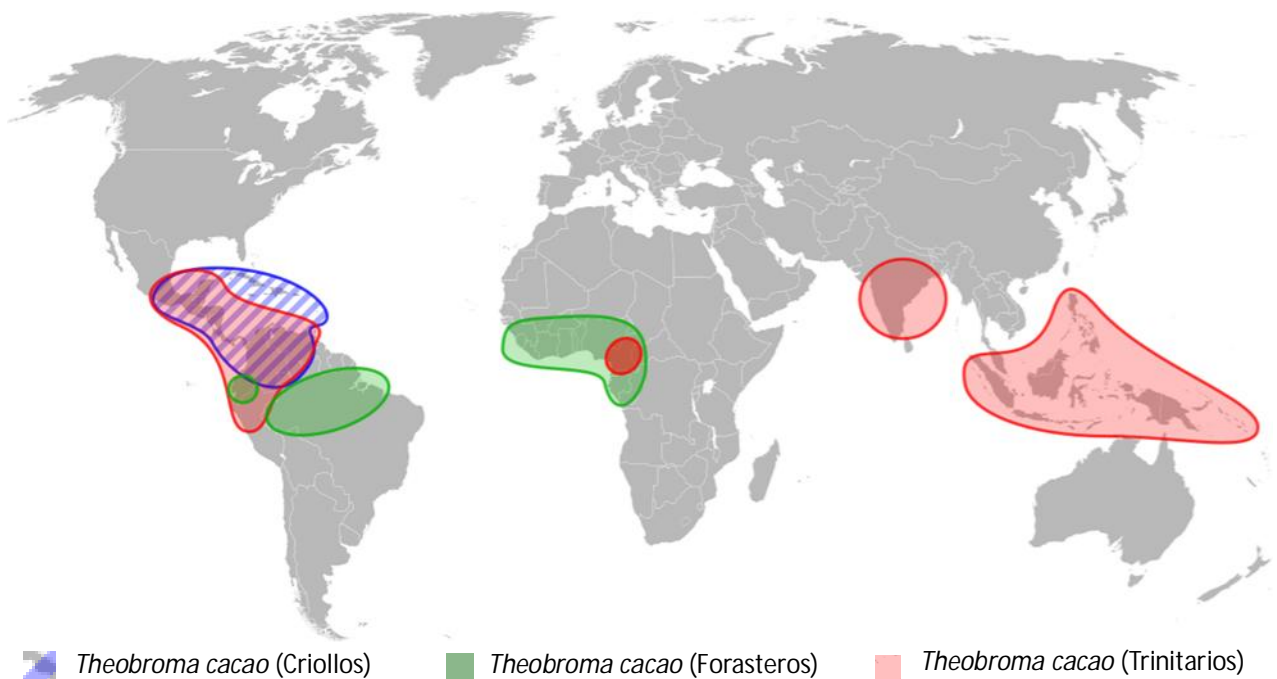 Theobroma cacao (Criollos)
Theobroma cacao (Forasteros)
Theobroma cacao (Trinitarios)